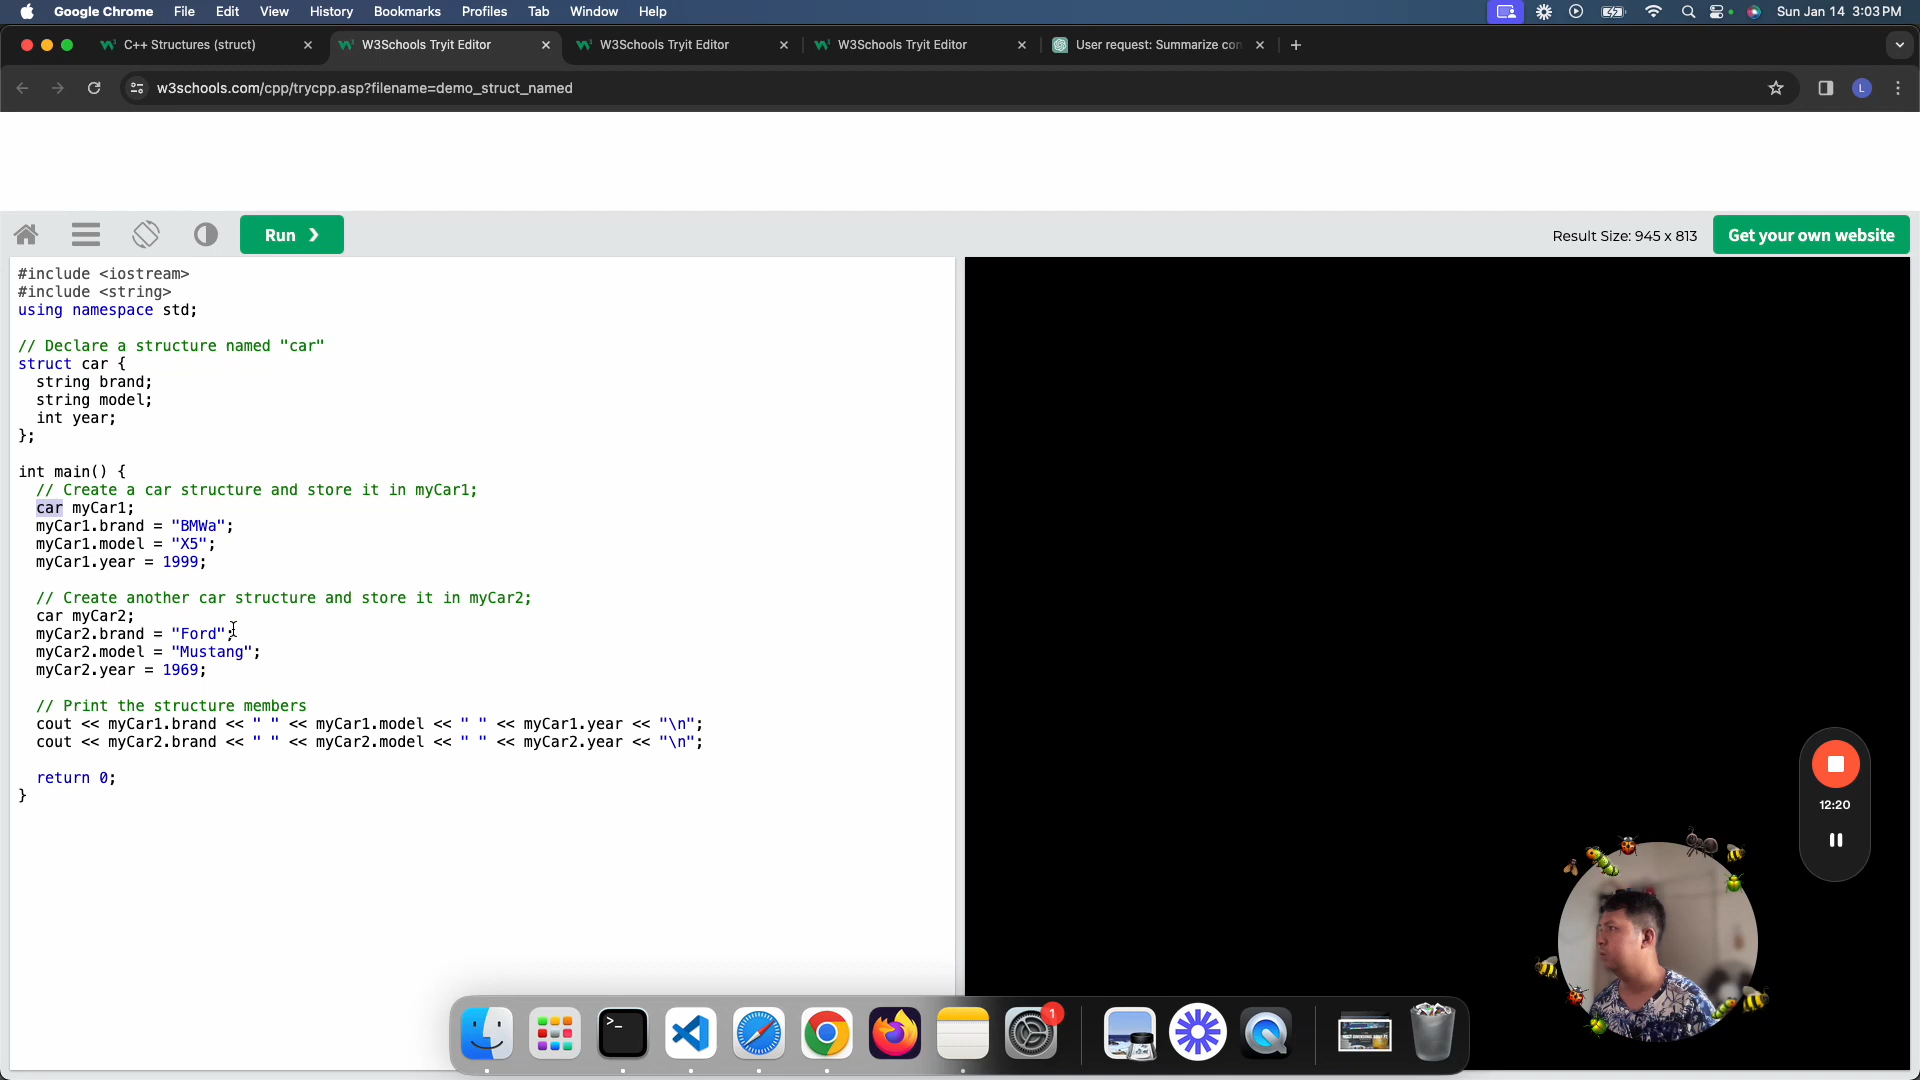 Google Chrome File Edit View History Bookmarks Profiles Tab Window Help Sun Jan 14 3:03 PM
C++ Structures (struct) W3Schools Tryit Editor W3Schools Tryit Editor W3Schools Tryit Editor User request: Summarize con
w3schools.com/cpp/trycpp.asp?filename=demo_struct_named L
Run ❯ Result Size: 945 x 813 Get your own website
#include <iostream>
#include <string>
using namespace std;
// Declare a structure named "car"
struct car {
string brand;
string model;
int year;
};
int main() {
// Create a car structure and store it in myCar1;
car myCar1;
myCar1.brand = "BMWa";
myCar1.model = "X5";
myCar1.year = 1999;
// Create another car structure and store it in myCar2;
car myCar2;
myCar2.brand = "Ford";
myCar2.model = "Mustang";
myCar2.year = 1969;
// Print the structure members
cout << myCar1.brand << " " << myCar1.model << " " << myCar1.year << "\n";
cout << myCar2.brand << " " << myCar2.model << " " << myCar2.year << "\n";
return 0;
}
12:20
1